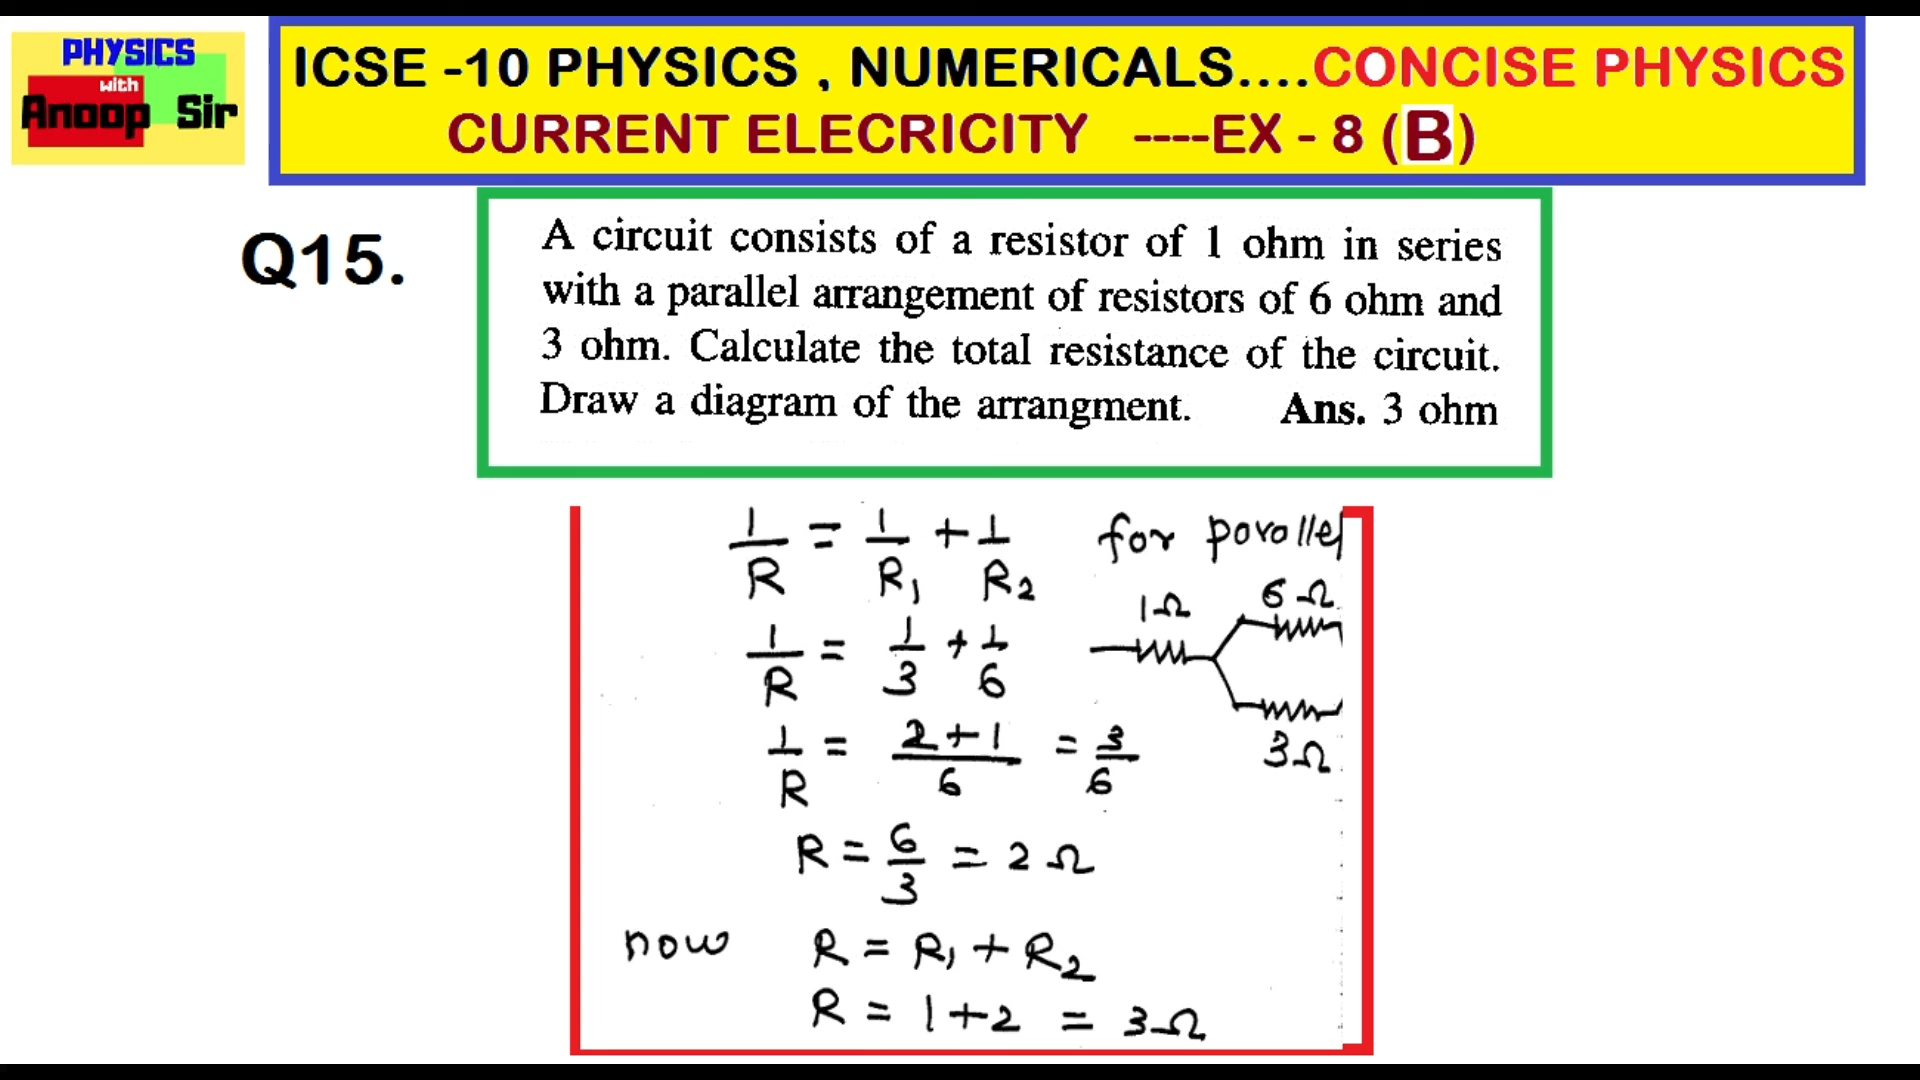 PHYSICS
with
Anoop Sir
ICSE -10 PHYSICS , NUMERICALS....CONCISE PHYSICS
CURRENT ELECRICITY ----EX - 8 (B)
Q15.
A circuit consists of a resistor of 1 ohm in series
with a parallel arrangement of resistors of 6 ohm and
3 ohm. Calculate the total resistance of the circuit.
Draw a diagram of the arrangment. Ans. 3 ohm
1/R = 1/R₁ + 1/R₂ for porollel
1Ω 6Ω
1/R = 1/3 + 1/6
3Ω
1/R = 2+1/6 = 3/6
R = 6/3 = 2 Ω
now R = R₁ + R₂
R = 1+2 = 3Ω